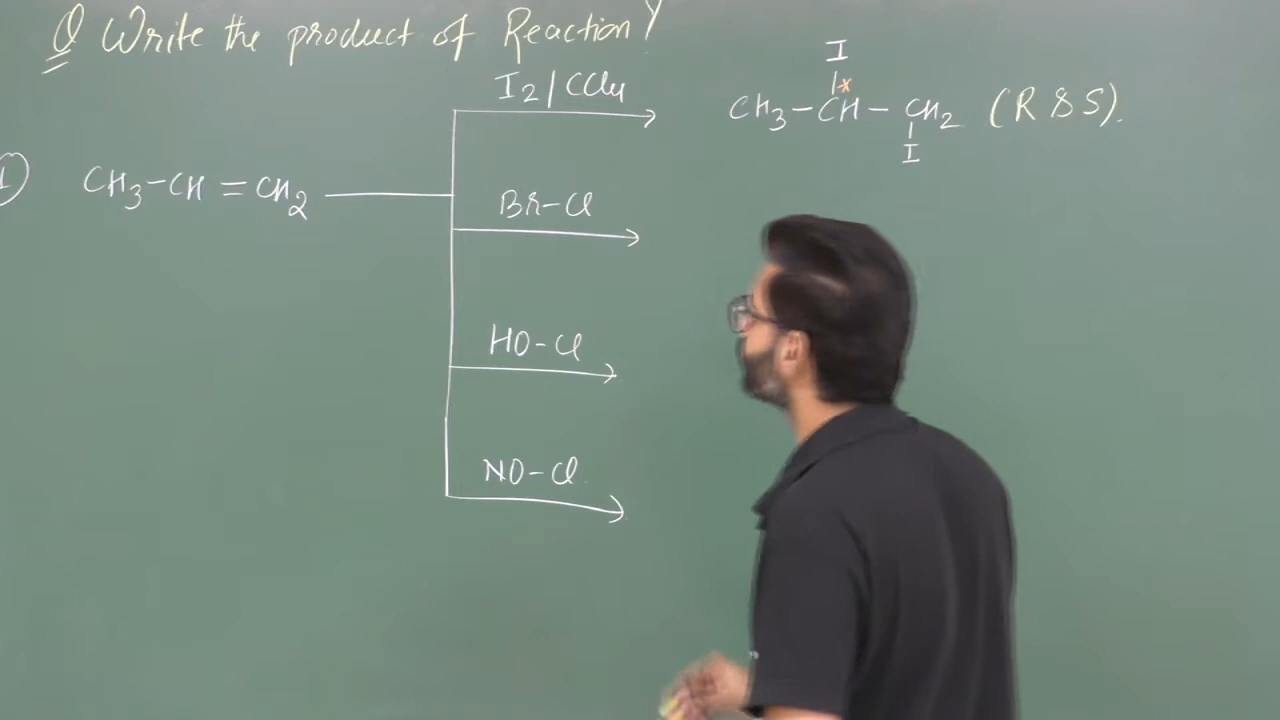 Q Write the product of Reaction?
I2/CCl4
I
CH3-CH-CH2 (R & S).
*
I
1) CH3-CH=CH2
Br-Cl
HO-Cl
NO-Cl